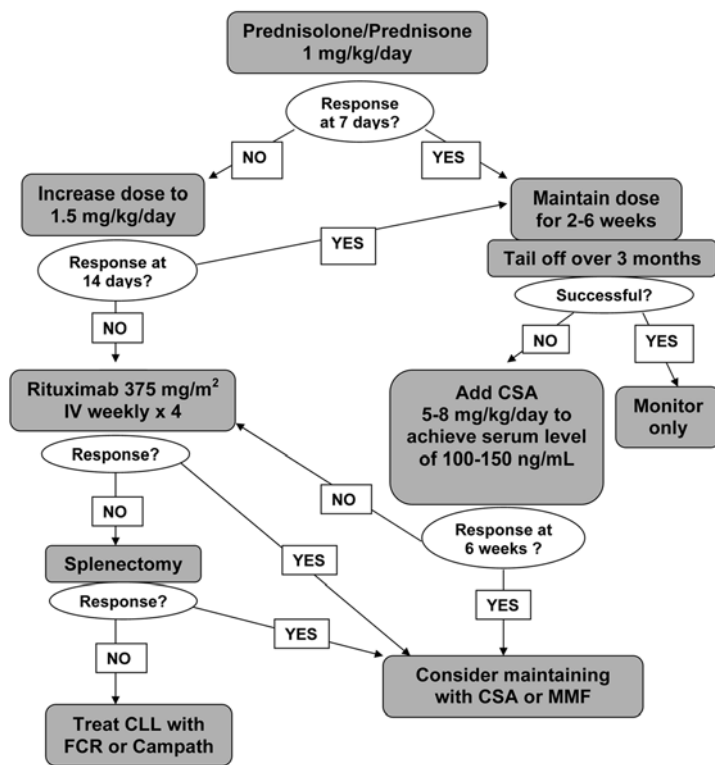 Prednisolone/Prednisone
1 mg/kg/day
Response
at 7 days?
NO
YES
Increase dose to
1.5 mg/kg/day
Maintain dose
for 2-6 weeks
YES
Tail off over 3 months
Response at
14 days?
Successful?
NO
NO
YES
Rituximab 375 mg/m²
IV weekly x 4
Add CSA
5-8 mg/kg/day to
achieve serum level
of 100-150 ng/mL
Monitor
only
Response?
NO
NO
Response at
6 weeks ?
Splenectomy
YES
Response?
YES
YES
NO
Consider maintaining
with CSA or MMF
Treat CLL with
FCR or Campath